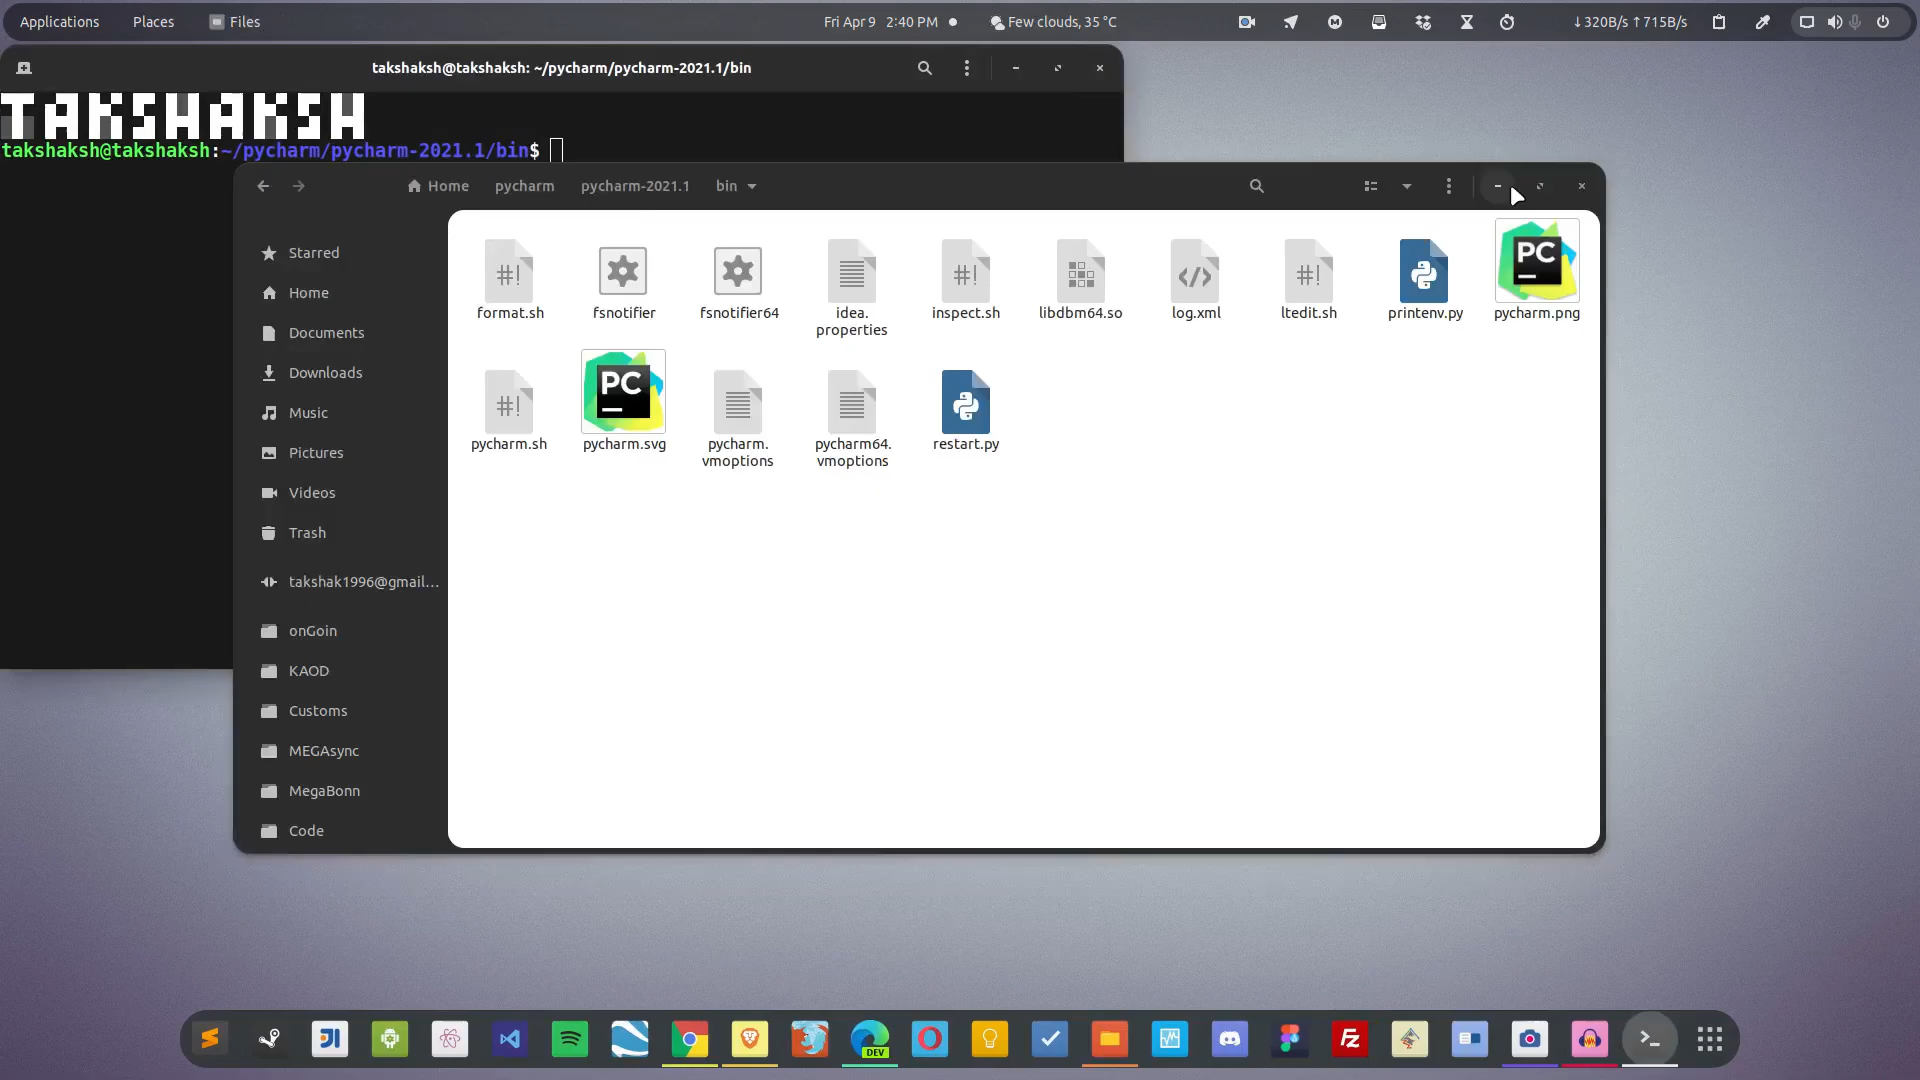 Applications Places Files Fri Apr 9 2:40 PM Few clouds, 35 °C ↓320B/s ↑715B/s
takshaksh@takshaksh: ~/pycharm/pycharm-2021.1/bin
TAKSHAKSH
takshaksh@takshaksh:~/pycharm/pycharm-2021.1/bin$
Home pycharm pycharm-2021.1 bin
Starred
Home
Documents
Downloads
Music
Pictures
Videos
Trash
takshak1996@gmail...
onGoin
KAOD
Customs
MEGAsync
MegaBonn
Code
#! #! </> #! PC
format.sh fsnotifier fsnotifier64 idea. inspect.sh libdbm64.so log.xml ltedit.sh printenv.py pycharm.png
properties
#! PC
pycharm.sh pycharm.svg pycharm. pycharm64. restart.py
vmoptions vmoptions
DEV